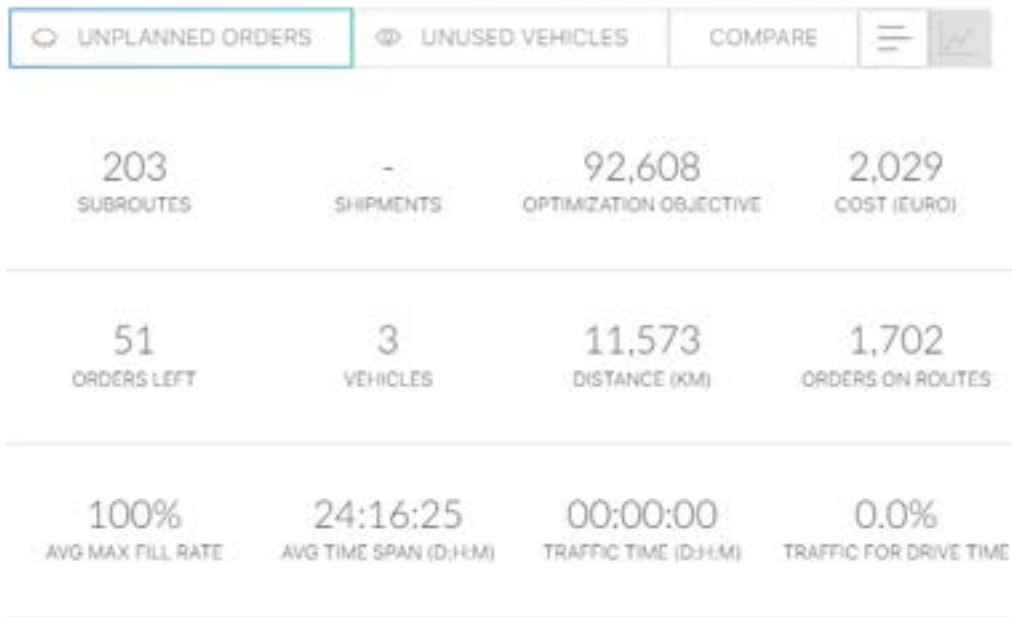 UNPLANNED ORDERS UNUSED VEHICLES COMPARE
203 - 92,608 2,029
SUBROUTES SHIPMENTS OPTIMIZATION OBJECTIVE COST (EURO)
51 3 11,573 1,702
ORDERS LEFT VEHICLES DISTANCE (KM) ORDERS ON ROUTES
100% 24:16:25 00:00:00 0.0%
AVG MAX FILL RATE AVG TIME SPAN (D:H:M) TRAFFIC TIME (D:H:M) TRAFFIC FOR DRIVE TIME